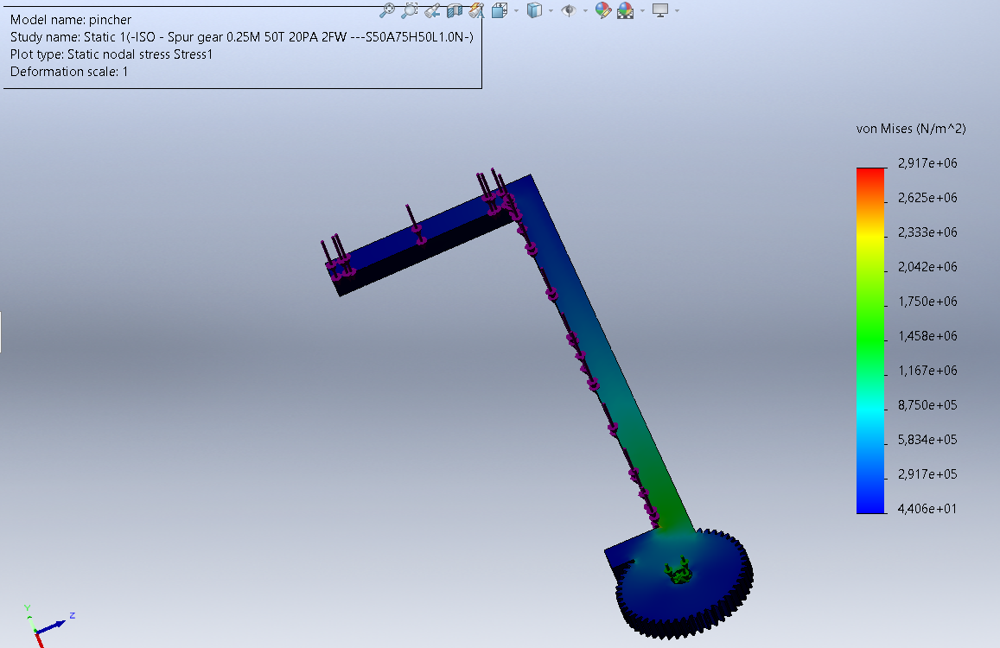 Model name: pincher
Study name: Static 1(-ISO - Spur gear 0.25M 50T 20PA 2FW ---S50A75H50L1.0N-)
Plot type: Static nodal stress Stress1
Deformation scale: 1
von Mises (N/m^2)
2,917e+06
2,625e+06
2,333e+06
2,042e+06
1,750e+06
1,458e+06
1,167e+06
8,750e+05
5,834e+05
2,917e+05
4,406e+01
Y
Z